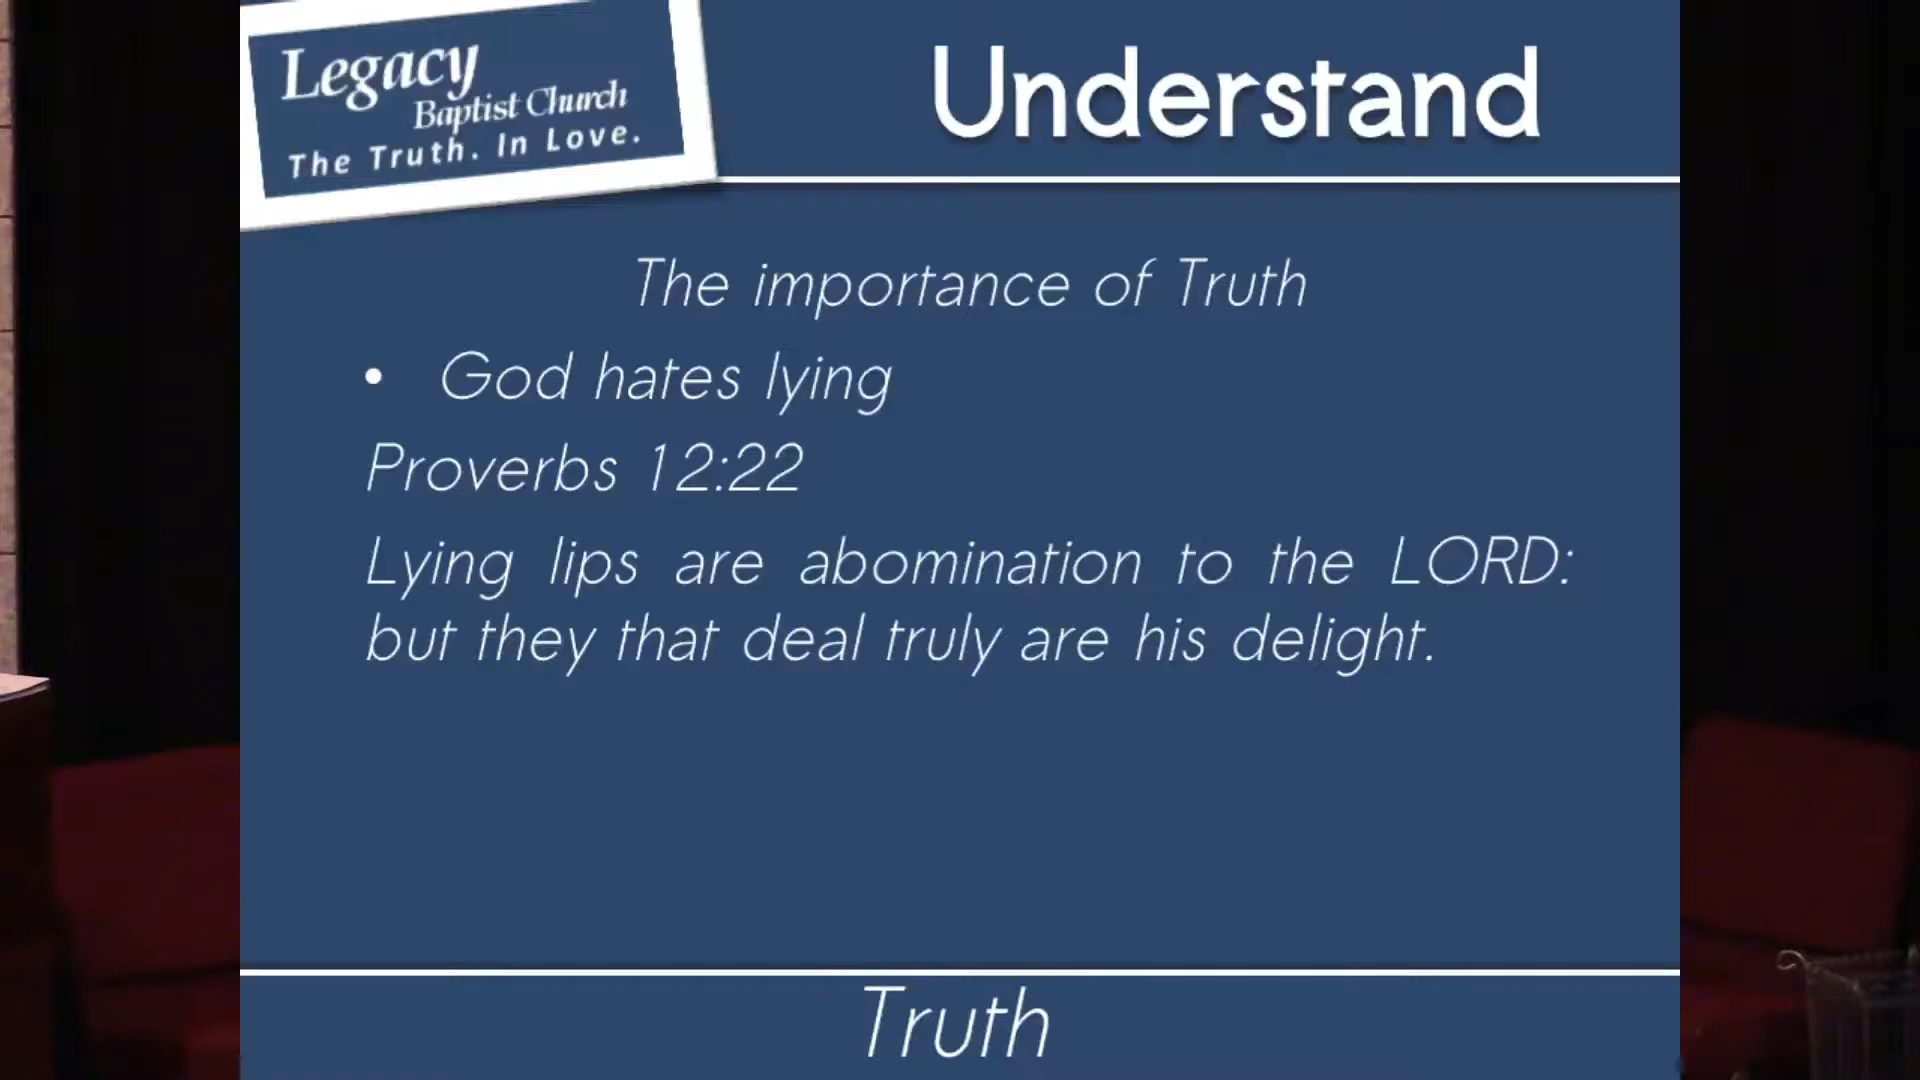 Legacy
Baptist Church
The Truth. In Love.
Understand
The importance of Truth
• God hates lying
Proverbs 12:22
Lying lips are abomination to the LORD:
but they that deal truly are his delight.
Truth